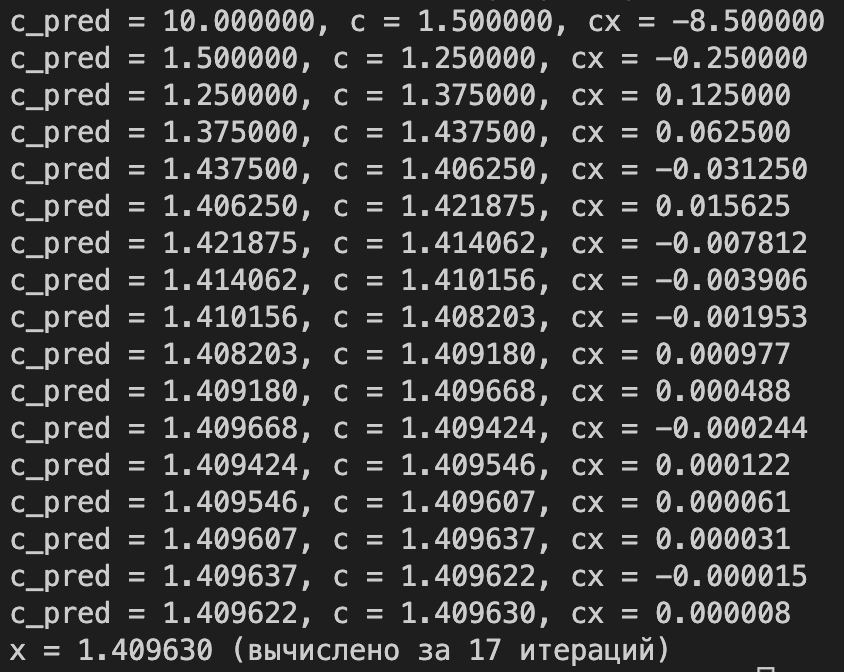 c_pred = 10.000000, c = 1.500000, cx = -8.500000
c_pred = 1.500000, c = 1.250000, cx = -0.250000
c_pred = 1.250000, c = 1.375000, cx = 0.125000
c_pred = 1.375000, c = 1.437500, cx = 0.062500
c_pred = 1.437500, c = 1.406250, cx = -0.031250
c_pred = 1.406250, c = 1.421875, cx = 0.015625
c_pred = 1.421875, c = 1.414062, cx = -0.007812
c_pred = 1.414062, c = 1.410156, cx = -0.003906
c_pred = 1.410156, c = 1.408203, cx = -0.001953
c_pred = 1.408203, c = 1.409180, cx = 0.000977
c_pred = 1.409180, c = 1.409668, cx = 0.000488
c_pred = 1.409668, c = 1.409424, cx = -0.000244
c_pred = 1.409424, c = 1.409546, cx = 0.000122
c_pred = 1.409546, c = 1.409607, cx = 0.000061
c_pred = 1.409607, c = 1.409637, cx = 0.000031
c_pred = 1.409637, c = 1.409622, cx = -0.000015
c_pred = 1.409622, c = 1.409630, cx = 0.000008
x = 1.409630 (вычислено за 17 итераций)